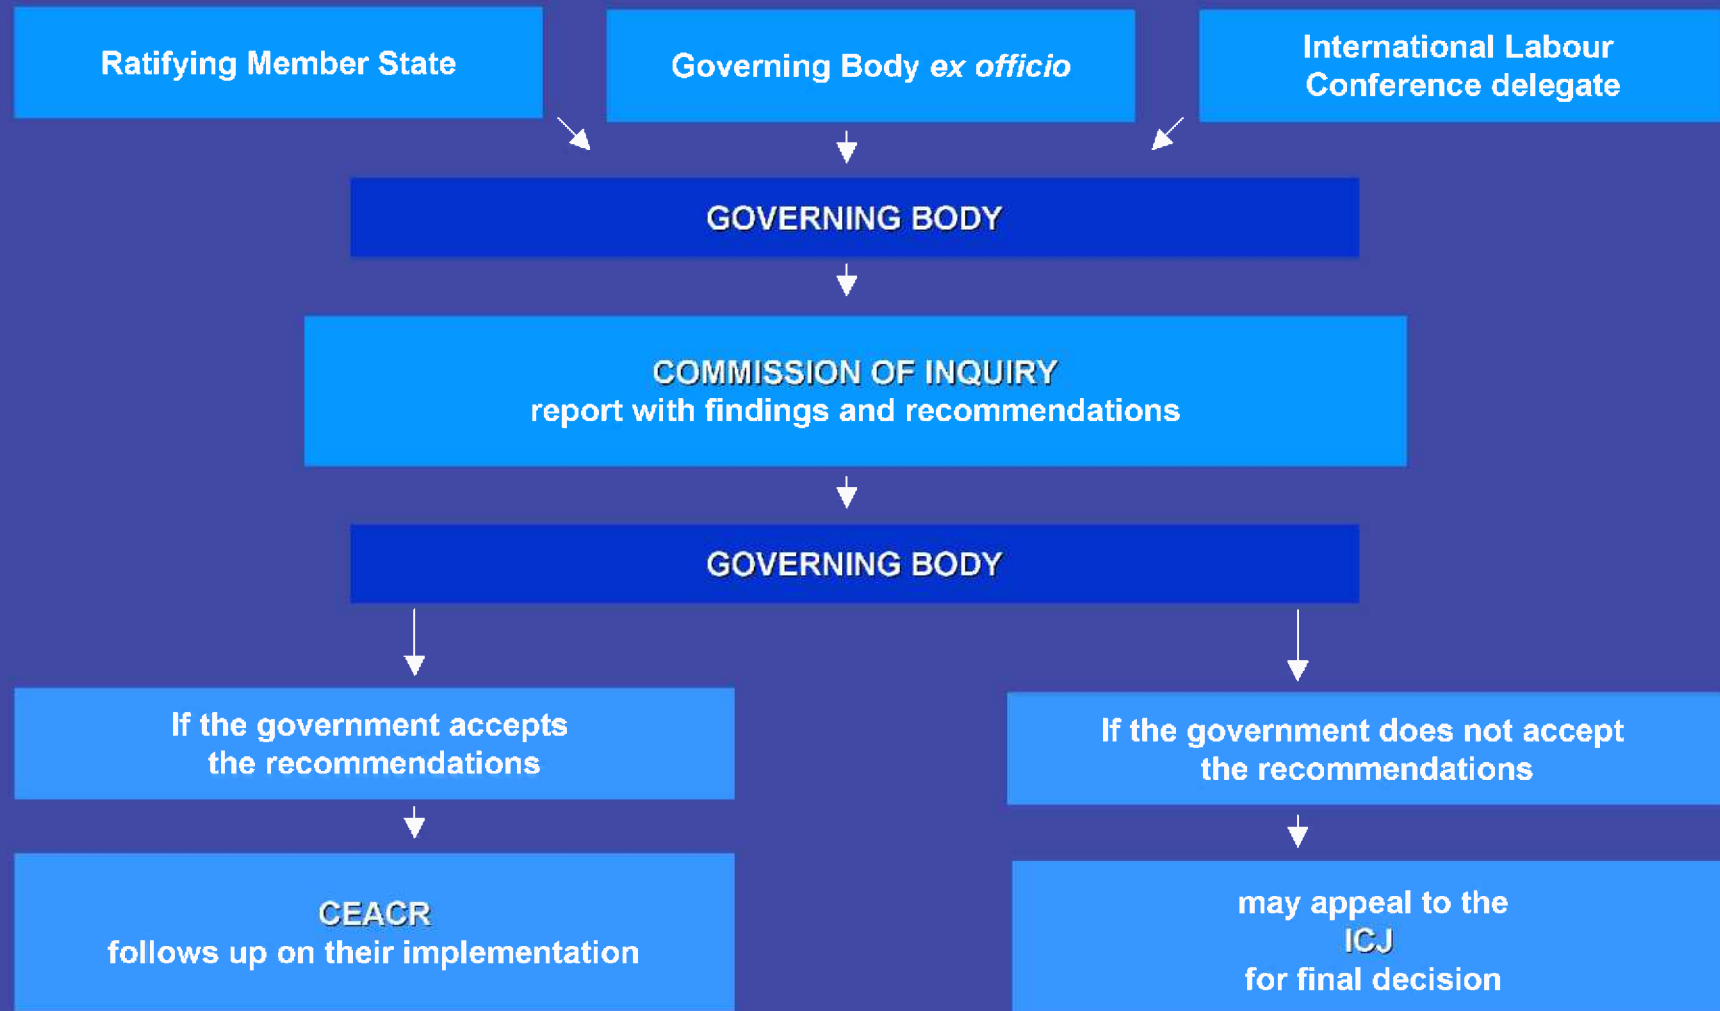 Ratifying Member State
Governing Body ex officio
International Labour
Conference delegate
GOVERNING BODY
COMMISSION OF INQUIRY
report with findings and recommendations
GOVERNING BODY
If the government accepts
the recommendations
If the government does not accept
the recommendations
CEACR
follows up on their implementation
may appeal to the
ICJ
for final decision